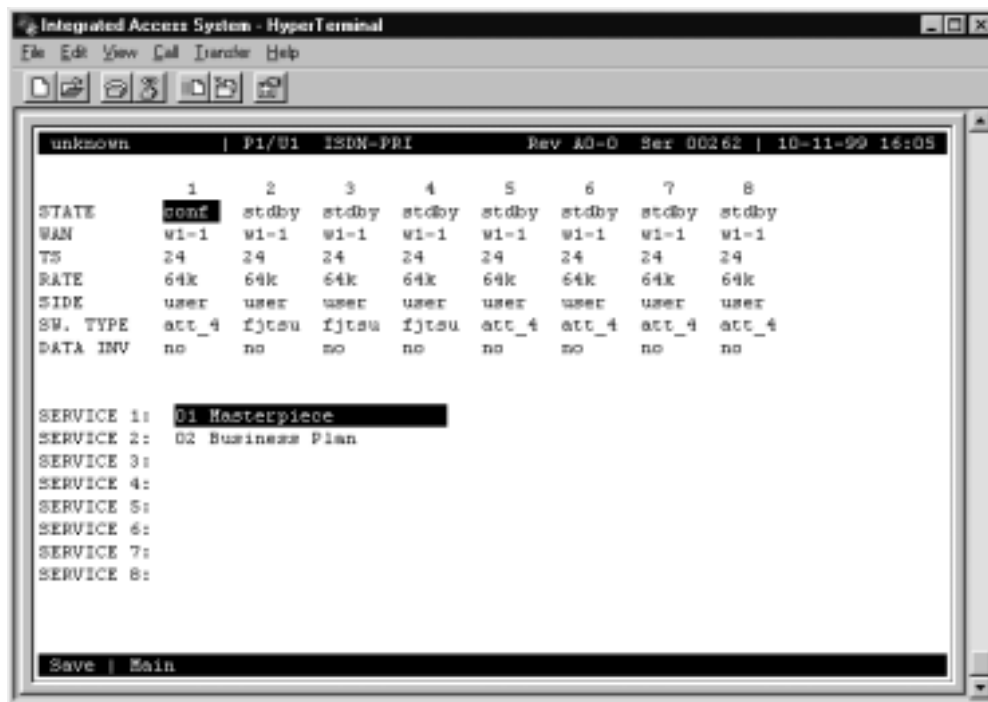 Integrated Access System - HyperTerminal
File Edit View Call Transfer Help
unknown | P1/U1 ISDN-PRI Rev A0-0 Ser 00262 | 10-11-99 16:05
1 2 3 4 5 6 7 8
STATE conf stdby stdby stdby stdby stdby stdby stdby
WAN w1-1 w1-1 w1-1 w1-1 w1-1 w1-1 w1-1 w1-1
TS 24 24 24 24 24 24 24 24
RATE 64k 64k 64k 64k 64k 64k 64k 64k
SIDE user user user user user user user user
SW. TYPE att_4 fjtsu fjtsu fjtsu att_4 att_4 att_4 att_4
DATA INV no no no no no no no no
SERVICE 1: 01 Masterpiece
SERVICE 2: 02 Business Plan
SERVICE 3:
SERVICE 4:
SERVICE 5:
SERVICE 6:
SERVICE 7:
SERVICE 8:
Save | Main